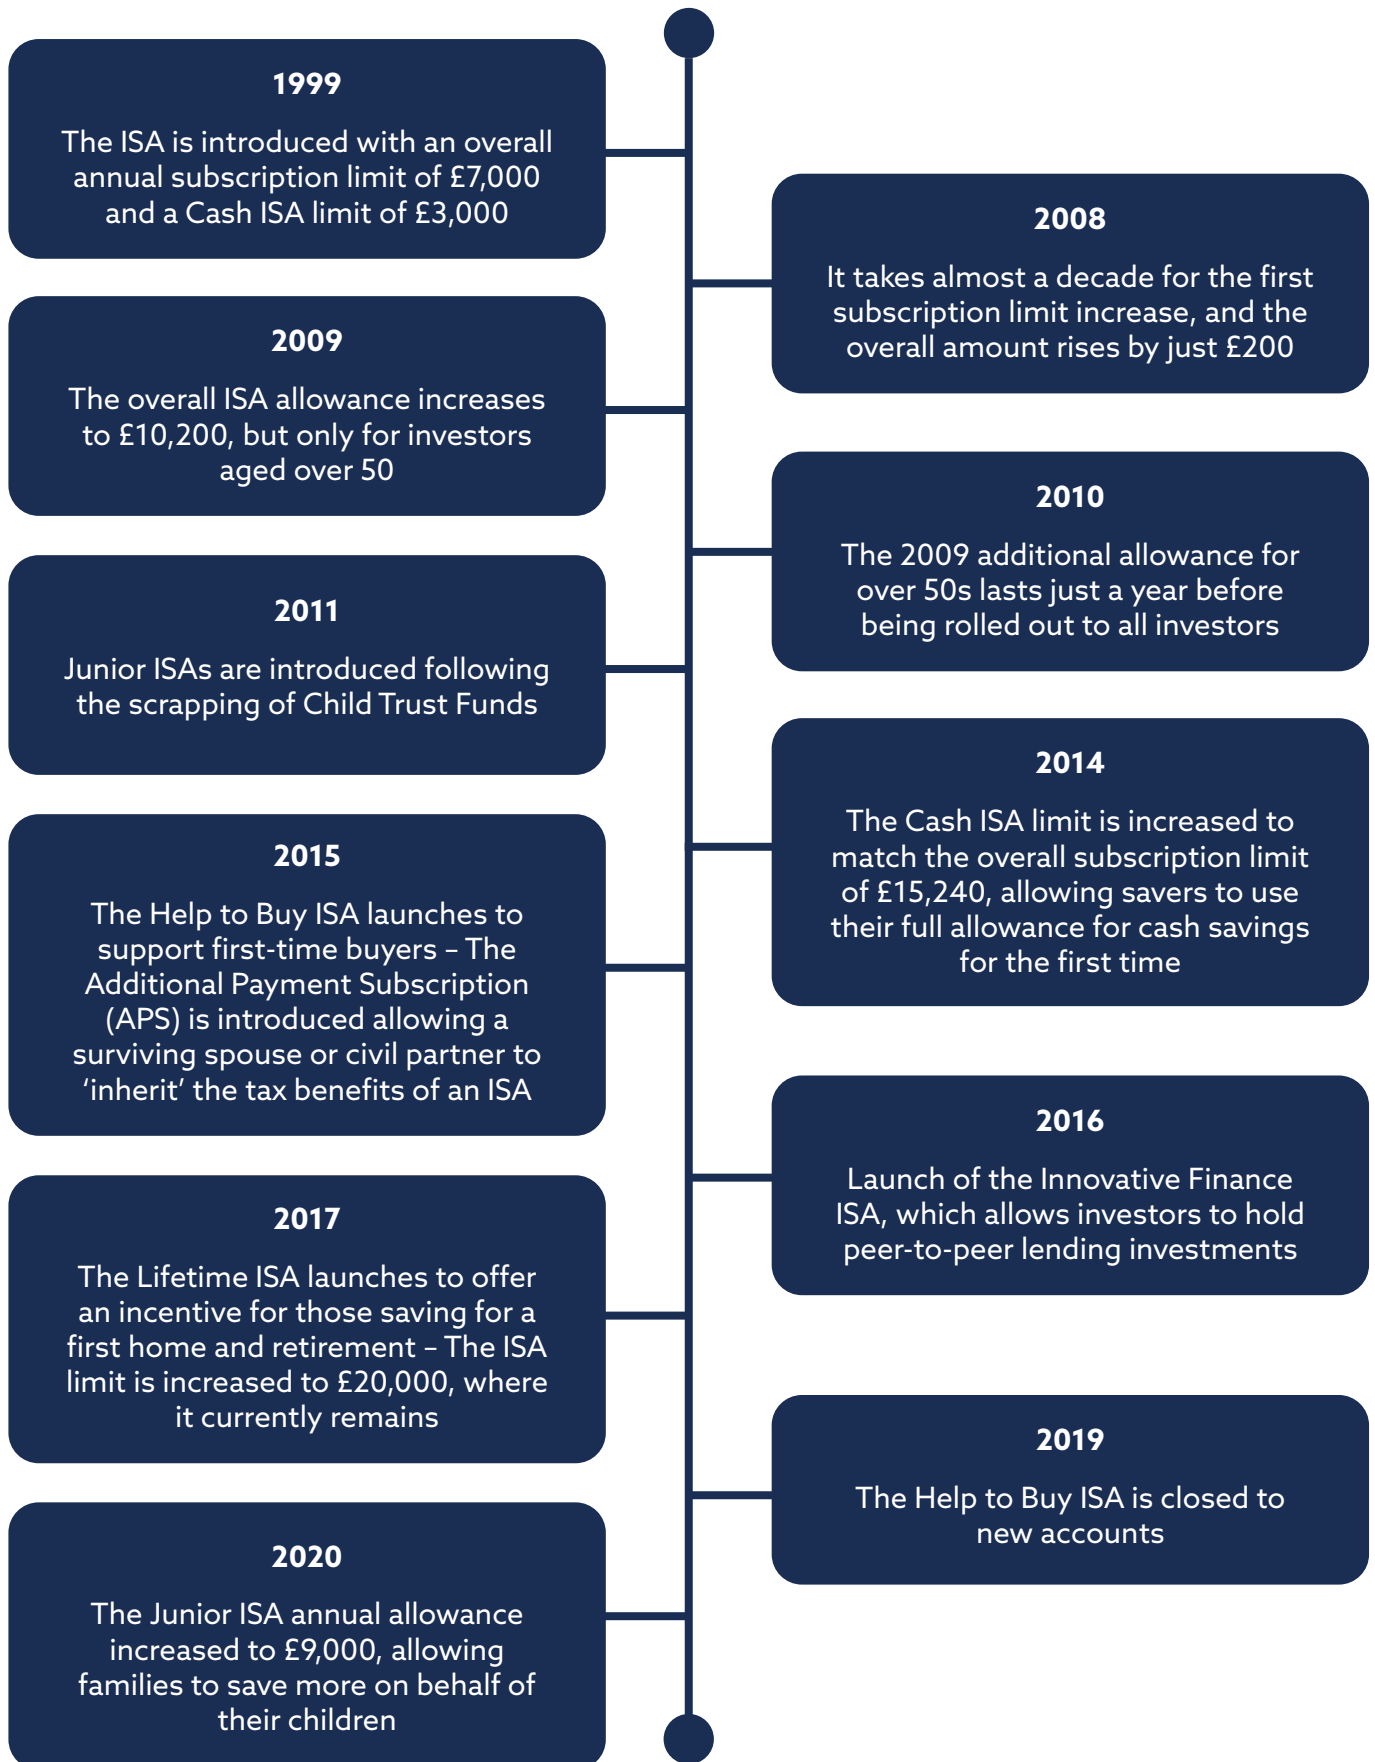 1999
The ISA is introduced with an overall
annual subscription limit of £7,000
and a Cash ISA limit of £3,000
2008
It takes almost a decade for the first
subscription limit increase, and the
overall amount rises by just £200
2009
The overall ISA allowance increases
to £10,200, but only for investors
aged over 50
2010
The 2009 additional allowance for
over 50s lasts just a year before
being rolled out to all investors
2011
Junior ISAs are introduced following
the scrapping of Child Trust Funds
2014
The Cash ISA limit is increased to
match the overall subscription limit
of £15,240, allowing savers to use
their full allowance for cash savings
for the first time
2015
The Help to Buy ISA launches to
support first-time buyers – The
Additional Payment Subscription
(APS) is introduced allowing a
surviving spouse or civil partner to
‘inherit’ the tax benefits of an ISA
2016
Launch of the Innovative Finance
ISA, which allows investors to hold
peer-to-peer lending investments
2017
The Lifetime ISA launches to offer
an incentive for those saving for a
first home and retirement – The ISA
limit is increased to £20,000, where
it currently remains
2019
The Help to Buy ISA is closed to
new accounts
2020
The Junior ISA annual allowance
increased to £9,000, allowing
families to save more on behalf of
their children